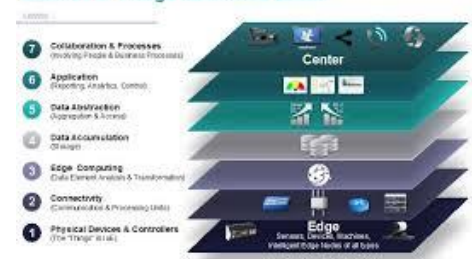 7
Collaboration & Processes
(Involving People & Business Processes)
6
Application
(Reporting, Analytics, Control)
5
Data Abstraction
(Aggregation & Access)
4
Data Accumulation
(Storage)
3
Edge Computing
(Data Element Analysis & Transformation)
2
Connectivity
(Communication & Processing Units)
1
Physical Devices & Controllers
(The "Things" in IoT)
Center
Edge
Sensors, Devices, Machines,
Intelligent Edge Nodes of all types